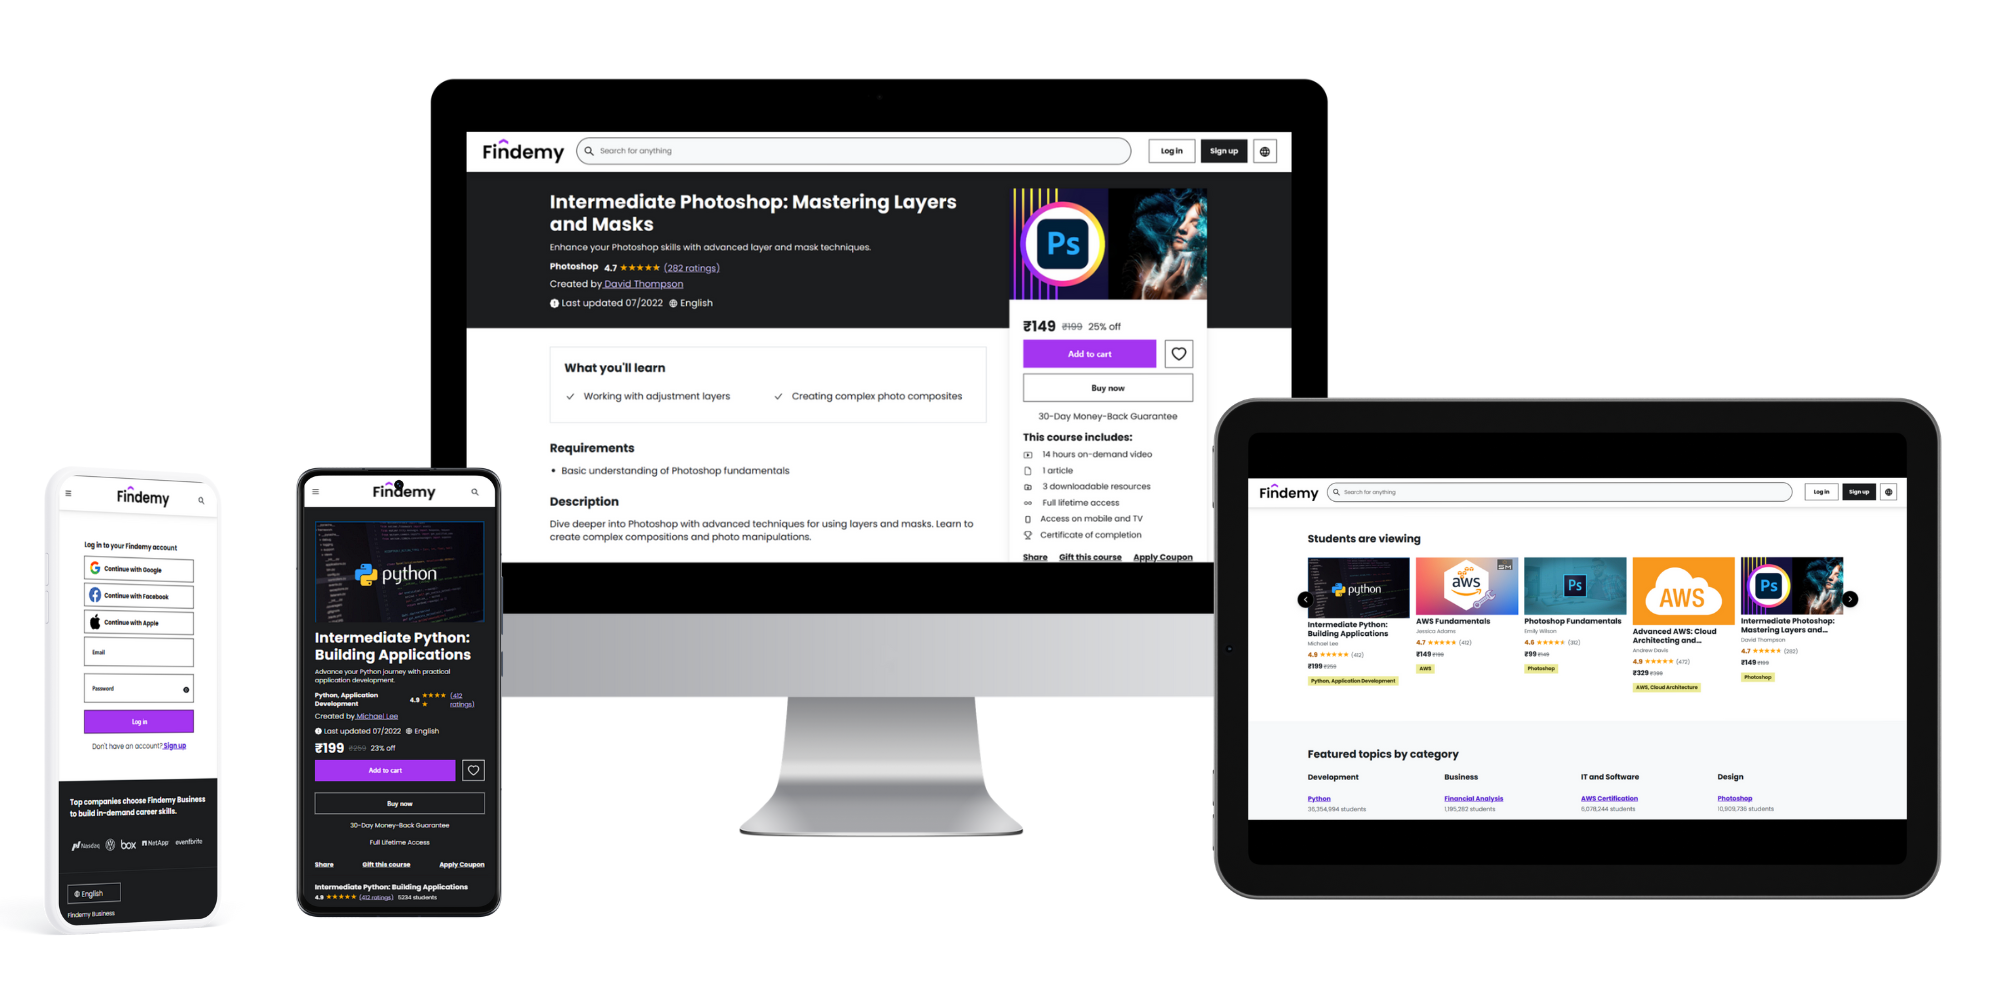 Findemy
Log in to your Findemy account
Continue with Google
Continue with Facebook
Continue with Apple
Email
Password
Log in
Don't have an account? Sign up
Top companies choose Findemy Business
to build in-demand career skills.
Nasdaq
box
NetApp
eventbrite
English
Findemy Business
Findemy
python
Intermediate Python:
Building Applications
Advance your Python journey with practical
application development.
Python, Application
Development
4.9 ★★★★★ (412
ratings)
Created by Michael Lee
Last updated 07/2022 English
₹199 ₹259 23% off
Add to cart
Buy now
30-Day Money-Back Guarantee
Full Lifetime Access
Share Gift this course Apply Coupon
Intermediate Python: Building Applications
4.9 ★★★★★ (412 ratings) 5234 students
Findemy Search for anything Log in Sign up
Intermediate Photoshop: Mastering Layers
and Masks
Enhance your Photoshop skills with advanced layer and mask techniques.
Photoshop 4.7 ★★★★★ (282 ratings)
Created by David Thompson
Last updated 07/2022 English
Ps
₹149 ₹199 25% off
Add to cart
Buy now
30-Day Money-Back Guarantee
This course includes:
14 hours on-demand video
1 article
3 downloadable resources
Full lifetime access
Access on mobile and TV
Certificate of completion
Share Gift this course Apply Coupon
What you'll learn
Working with adjustment layers
Creating complex photo composites
Requirements
• Basic understanding of Photoshop fundamentals
Description
Dive deeper into Photoshop with advanced techniques for using layers and masks. Learn to
create complex compositions and photo manipulations.
Findemy Search for anything Log in Sign up
Students are viewing
python
Intermediate Python:
Building Applications
Michael Lee
4.9 ★★★★★ (412)
₹199 ₹259
Python, Application Development
aws
SM
AWS Fundamentals
Jessica Adams
4.7 ★★★★★ (412)
₹149 ₹199
AWS
Ps
Photoshop Fundamentals
Emily Wilson
4.6 ★★★★★ (312)
₹99 ₹149
Photoshop
AWS
Advanced AWS: Cloud
Architecting and...
Andrew Davis
4.9 ★★★★★ (472)
₹329 ₹399
AWS, Cloud Architecture
Ps
Intermediate Photoshop:
Mastering Layers and...
David Thompson
4.7 ★★★★★ (282)
₹149 ₹199
Photoshop
Featured topics by category
Development
Python
36,354,994 students
Business
Financial Analysis
1,195,282 students
IT and Software
AWS Certification
6,078,244 students
Design
Photoshop
10,909,736 students